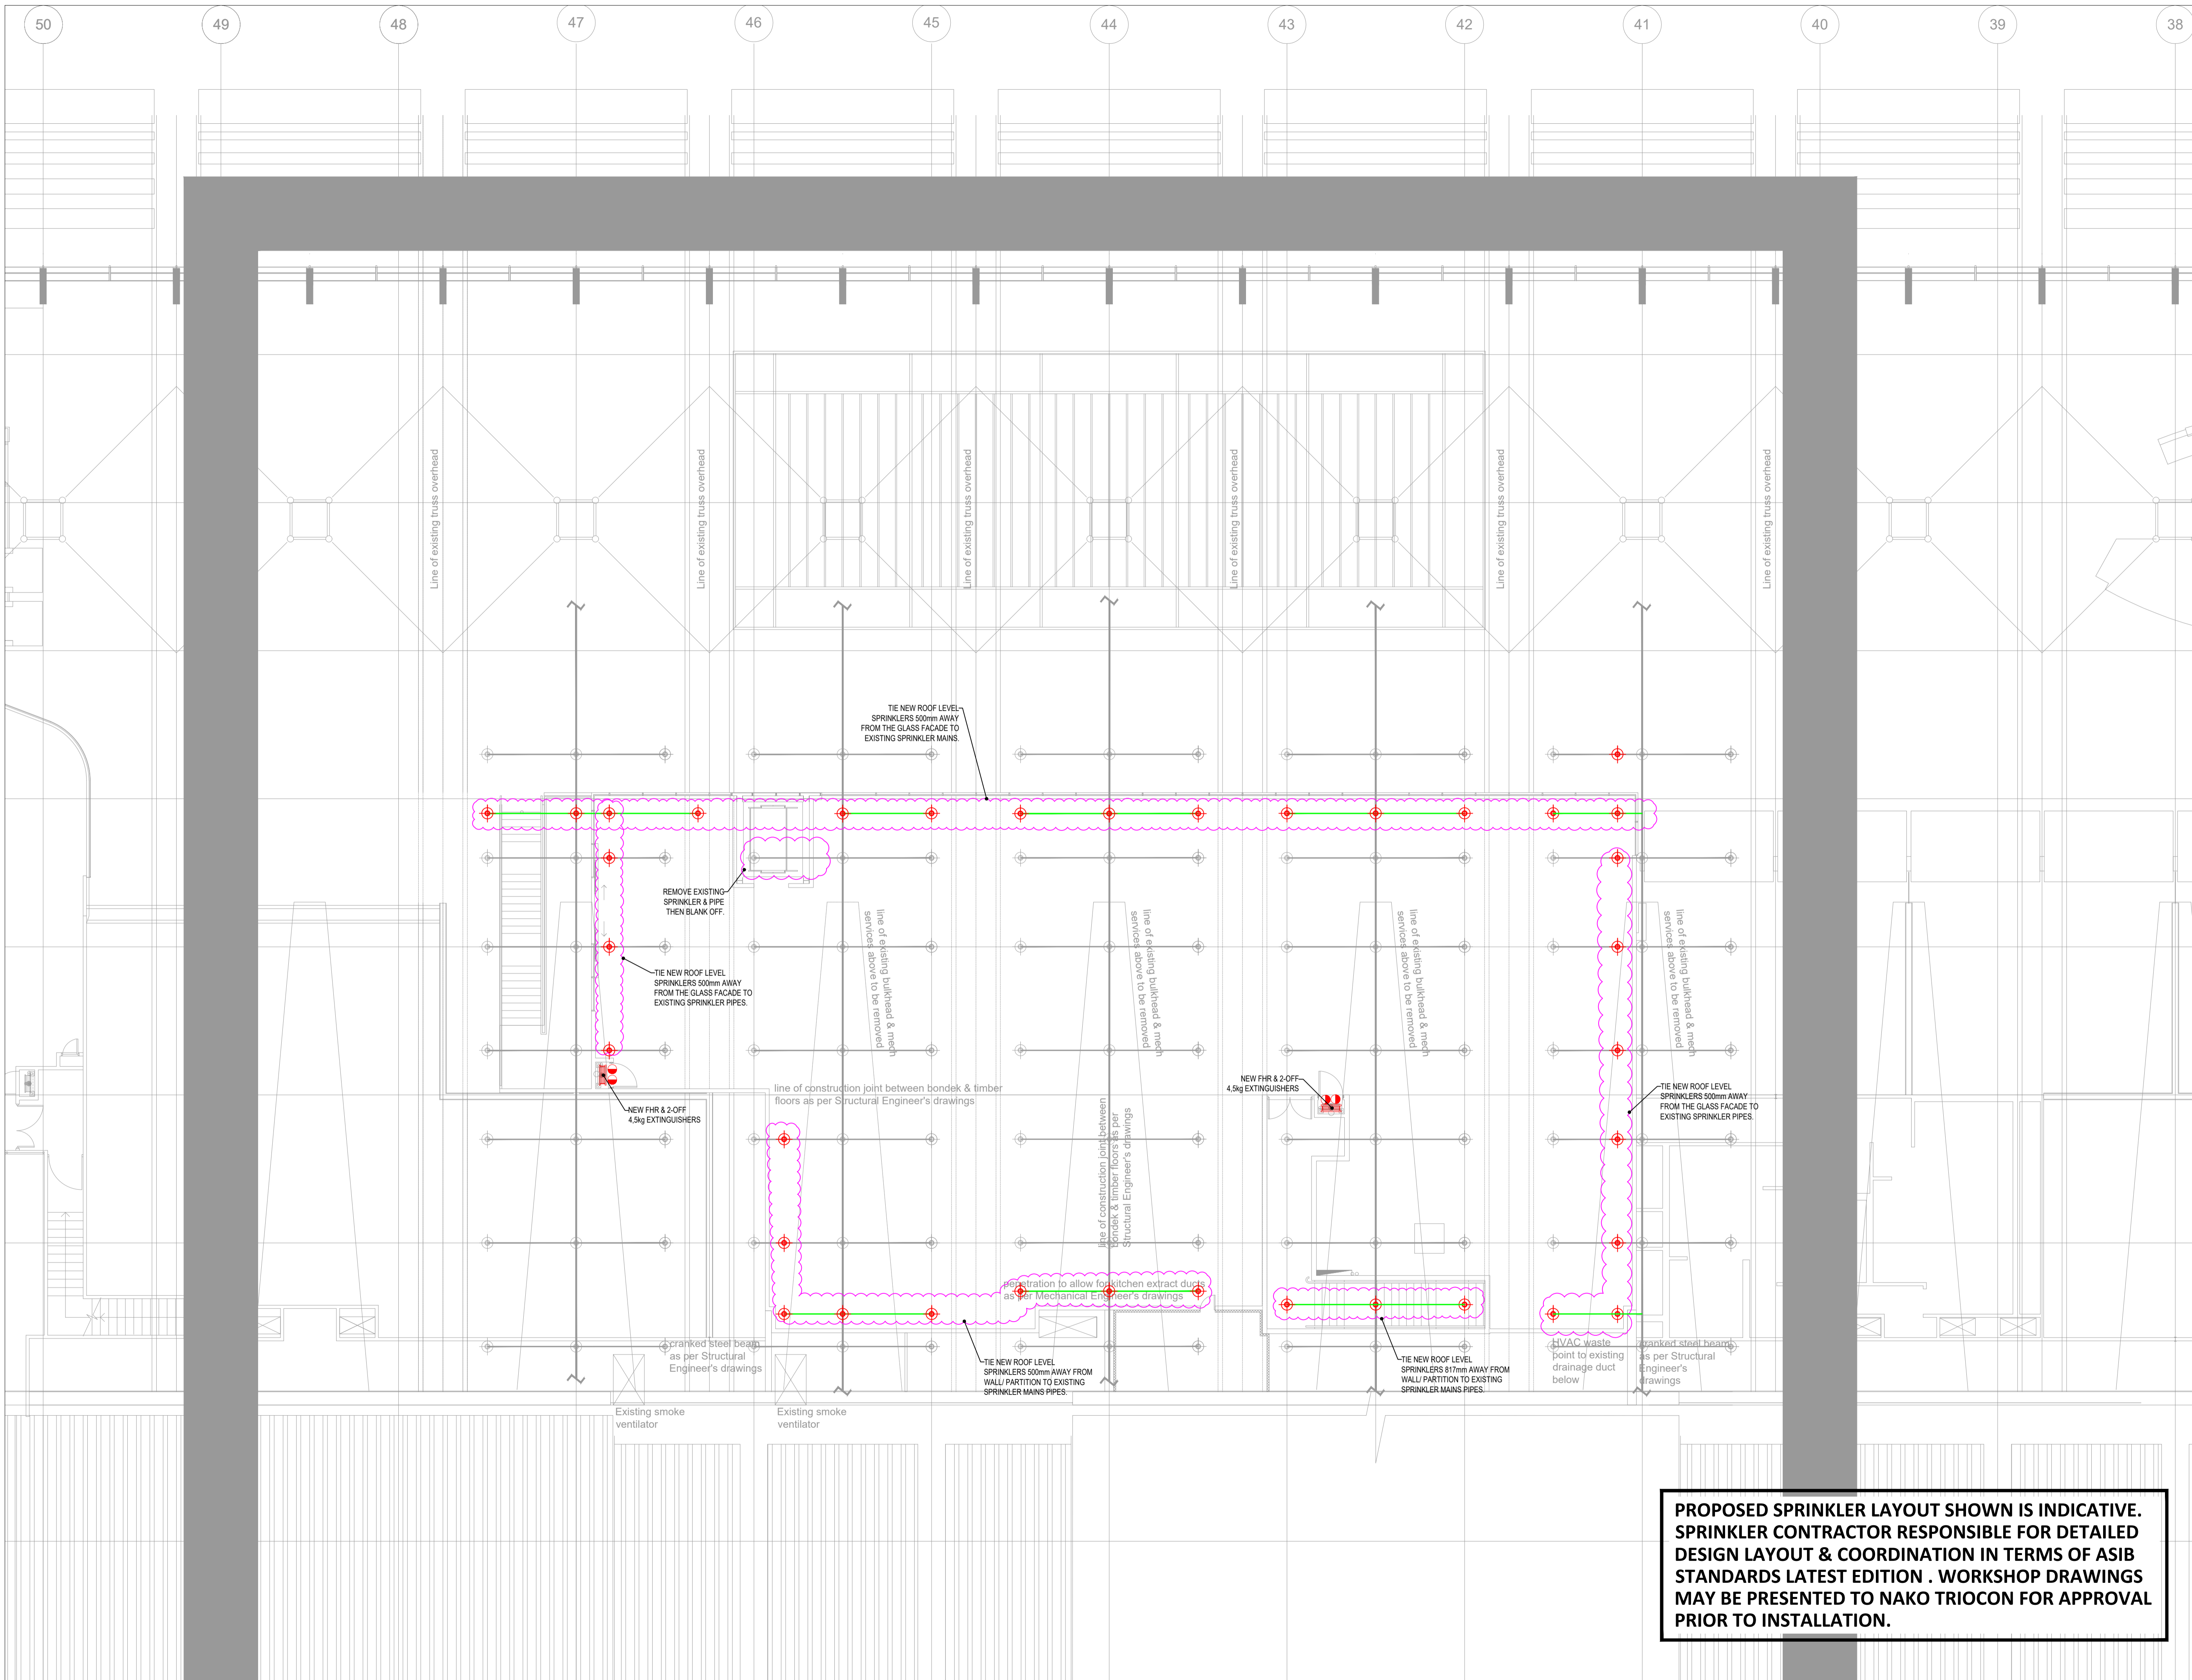 50
49
48
47
46
45
44
43
42
41
40
39
38
Line of existing truss overhead
Line of existing truss overhead
Line of existing truss overhead
Line of existing truss overhead
Line of existing truss overhead
Line of existing truss overhead
TIE NEW ROOF LEVEL
SPRINKLERS 500mm AWAY
FROM THE GLASS FACADE TO
EXISTING SPRINKLER MAINS.
REMOVE EXISTING
SPRINKLER & PIPE
THEN BLANK OFF.
line of existing bulkhead & mech
services above to be removed
line of existing bulkhead & mech
services above to be removed
line of existing bulkhead & mech
services above to be removed
line of existing bulkhead & mech
services above to be removed
TIE NEW ROOF LEVEL
SPRINKLERS 500mm AWAY
FROM THE GLASS FACADE TO
EXISTING SPRINKLER PIPES.
NEW FHR & 2-OFF
4,5kg EXTINGUISHERS
line of construction joint between bondek & timber
floors as per Structural Engineer's drawings
NEW FHR & 2-OFF
4,5kg EXTINGUISHERS
TIE NEW ROOF LEVEL
SPRINKLERS 500mm AWAY
FROM THE GLASS FACADE TO
EXISTING SPRINKLER PIPES.
line of construction joint between
bondek & timber floors as per
Structural Engineer's drawings
penetration to allow for kitchen extract ducts
as per Mechanical Engineer's drawings
cranked steel beam
as per Structural
Engineer's drawings
TIE NEW ROOF LEVEL
SPRINKLERS 500mm AWAY FROM
WALL/ PARTITION TO EXISTING
SPRINKLER MAINS PIPES.
TIE NEW ROOF LEVEL
SPRINKLERS 817mm AWAY FROM
WALL/ PARTITION TO EXISTING
SPRINKLER MAINS PIPES.
HVAC waste
point to existing
drainage duct
below
cranked steel beam
as per Structural
Engineer's
drawings
Existing smoke
ventilator
Existing smoke
ventilator
PROPOSED SPRINKLER LAYOUT SHOWN IS INDICATIVE.
SPRINKLER CONTRACTOR RESPONSIBLE FOR DETAILED
DESIGN LAYOUT & COORDINATION IN TERMS OF ASIB
STANDARDS LATEST EDITION . WORKSHOP DRAWINGS
MAY BE PRESENTED TO NAKO TRIOCON FOR APPROVAL
PRIOR TO INSTALLATION.